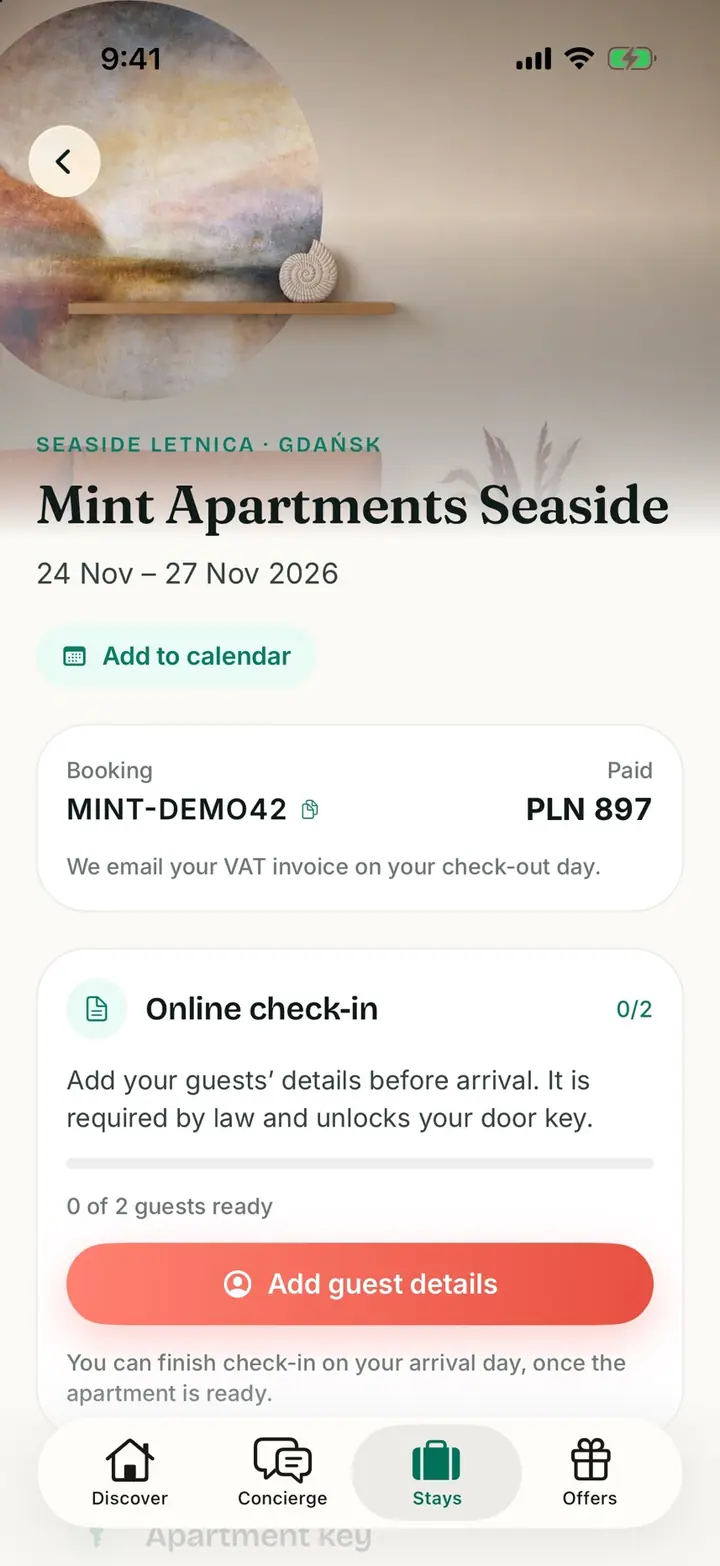 9:41
SEASIDE LETNICA · GDAŃSK
Mint Apartments Seaside
24 Nov – 27 Nov 2026
Add to calendar
Booking
Paid
MINT-DEMO42
PLN 897
We email your VAT invoice on your check-out day.
Online check-in
0/2
Add your guests’ details before arrival. It is
required by law and unlocks your door key.
0 of 2 guests ready
Add guest details
You can finish check-in on your arrival day, once the
apartment is ready.
Discover
Concierge
Stays
Offers
Apartment key